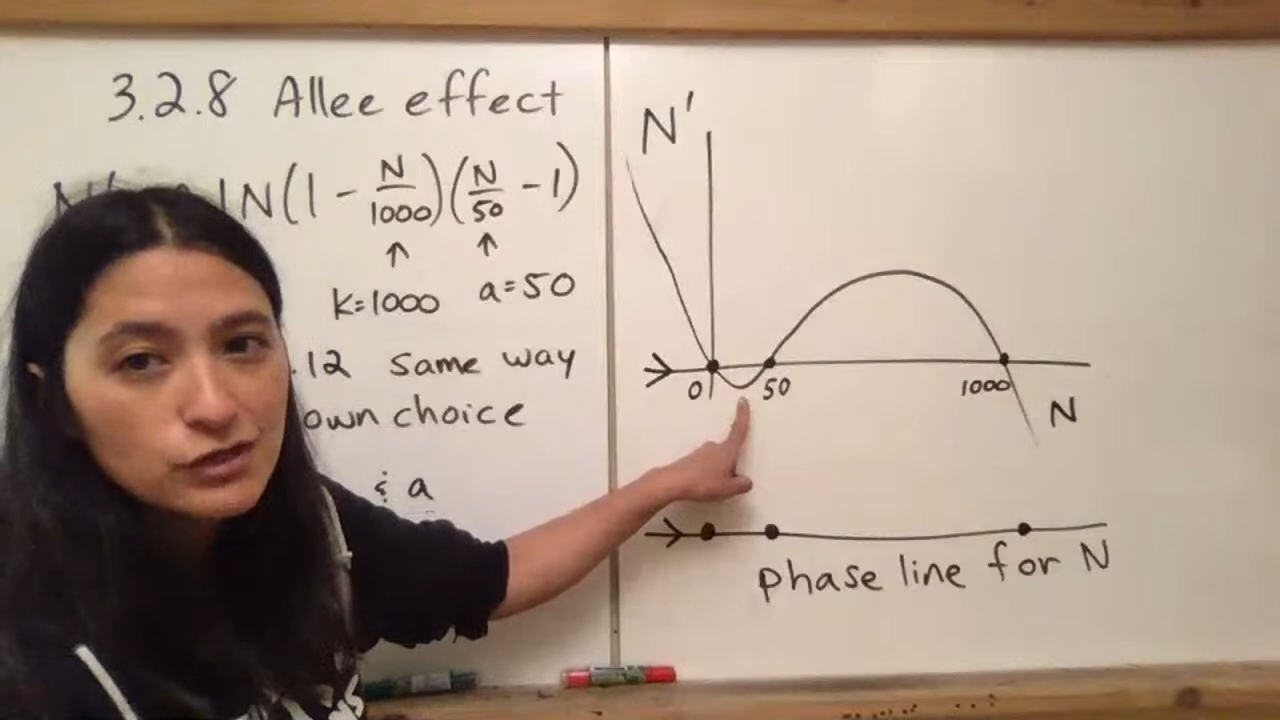 3.2.8 Allee effect
N(1 - N/1000)(N/50 - 1)
↑ ↑
k=1000 a=50
.12 same way
own choice
& a
N'
0 50 1000
N
phase line for N